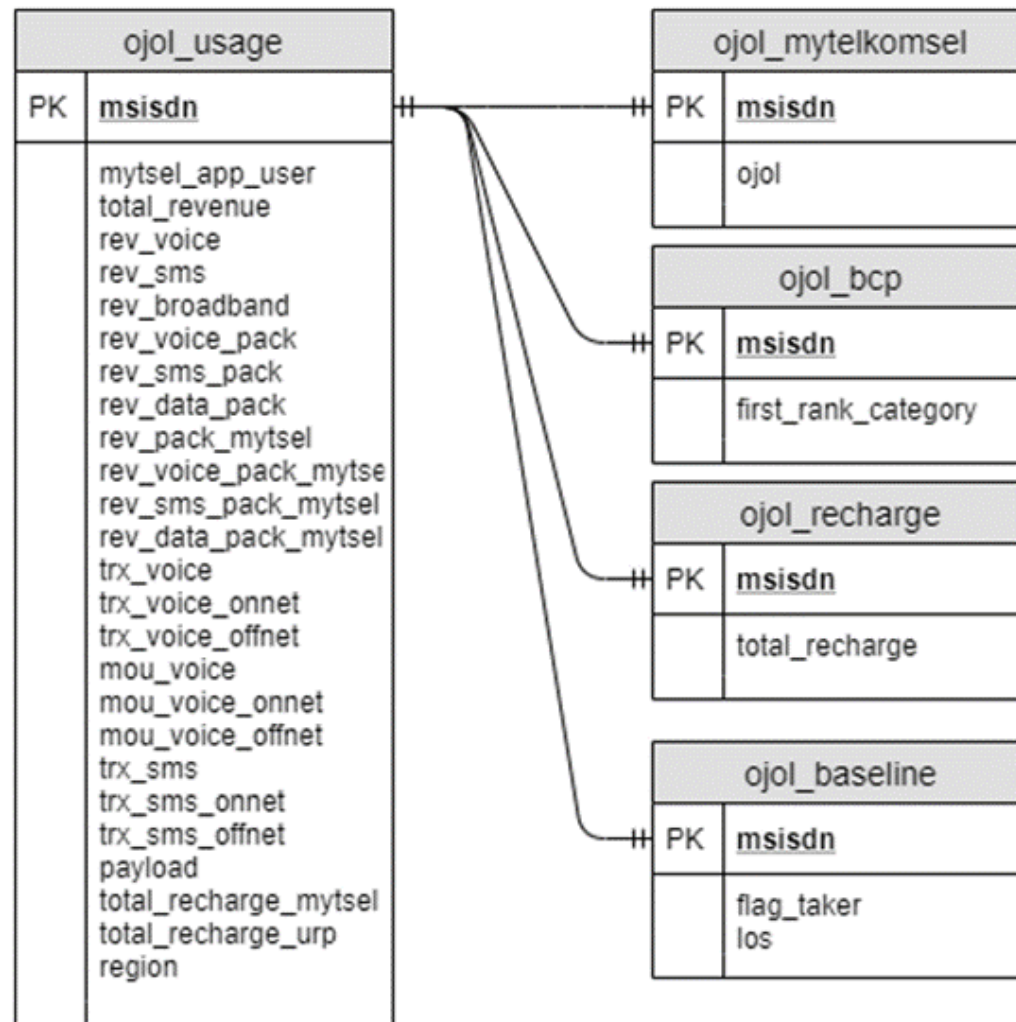 ojol_usage
PK msisdn
mytsel_app_user
total_revenue
rev_voice
rev_sms
rev_broadband
rev_voice_pack
rev_sms_pack
rev_data_pack
rev_pack_mytsel
rev_voice_pack_mytse
rev_sms_pack_mytsel
rev_data_pack_mytsel
trx_voice
trx_voice_onnet
trx_voice_offnet
mou_voice
mou_voice_onnet
mou_voice_offnet
trx_sms
trx_sms_onnet
trx_sms_offnet
payload
total_recharge_mytsel
total_recharge_urp
region
ojol_mytelkomsel
PK msisdn
ojol
ojol_bcp
PK msisdn
first_rank_category
ojol_recharge
PK msisdn
total_recharge
ojol_baseline
PK msisdn
flag_taker
los